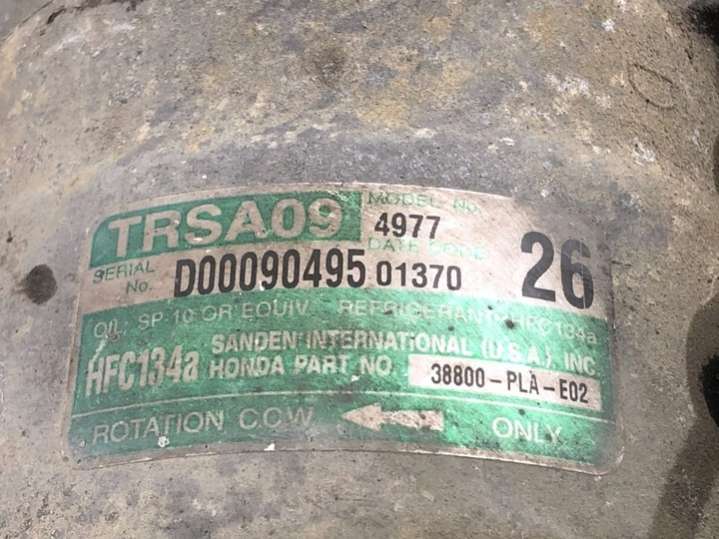 TRSA09
MODEL No.
4977
DATE CODE
SERIAL No.
D00090495 01370
26
OIL; SP-10 OR EQUIV. REFRIGERANT; HFC134a
HFC134a
SANDEN INTERNATIONAL (U.S.A.), INC.
HONDA PART NO. 38800-PLA-E02
ROTATION C.C.W. ONLY